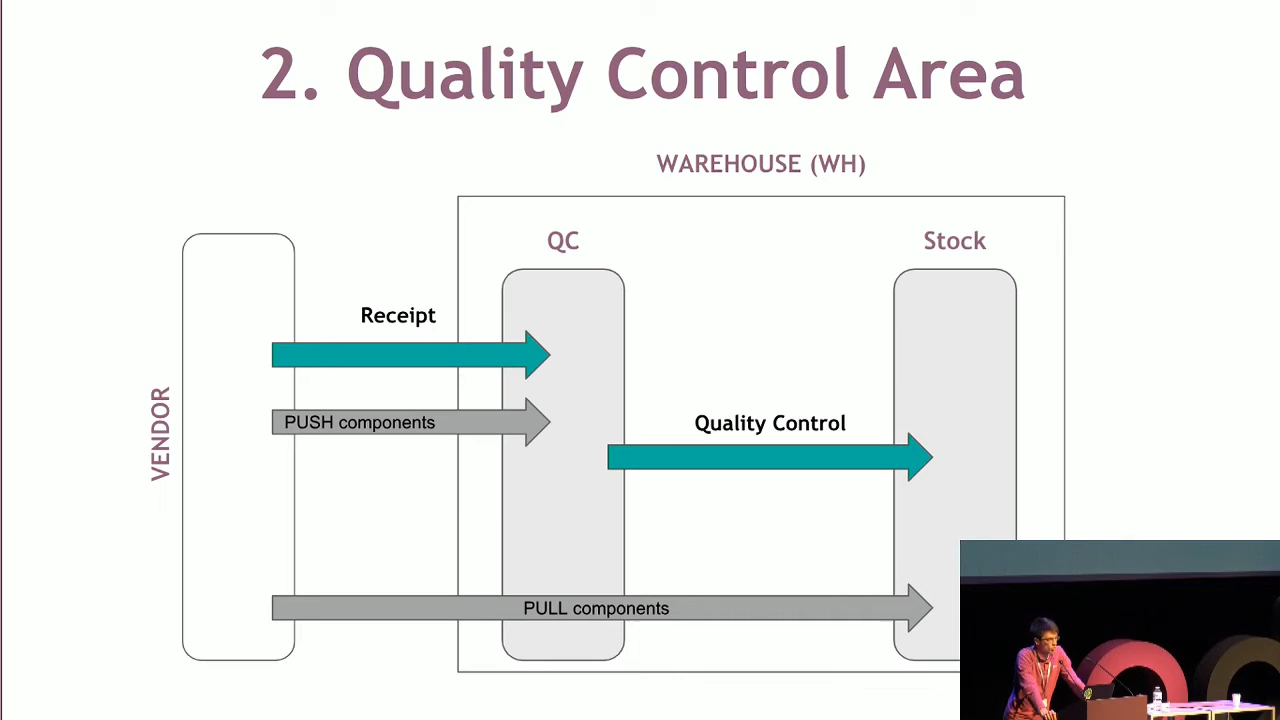 2. Quality Control Area
WAREHOUSE (WH)
QC
Stock
Receipt
PUSH components
Quality Control
VENDOR
PULL components